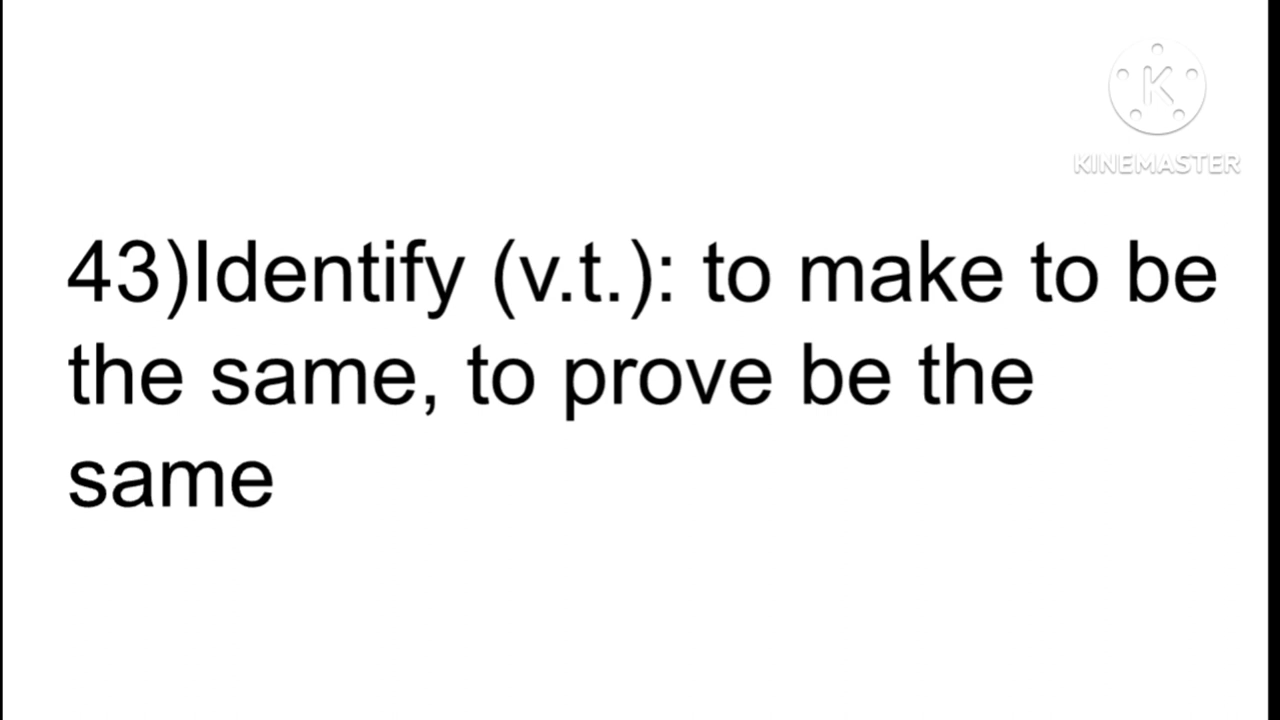 K
KINEMASTER
43)Identify (v.t.): to make to be
the same, to prove be the
same